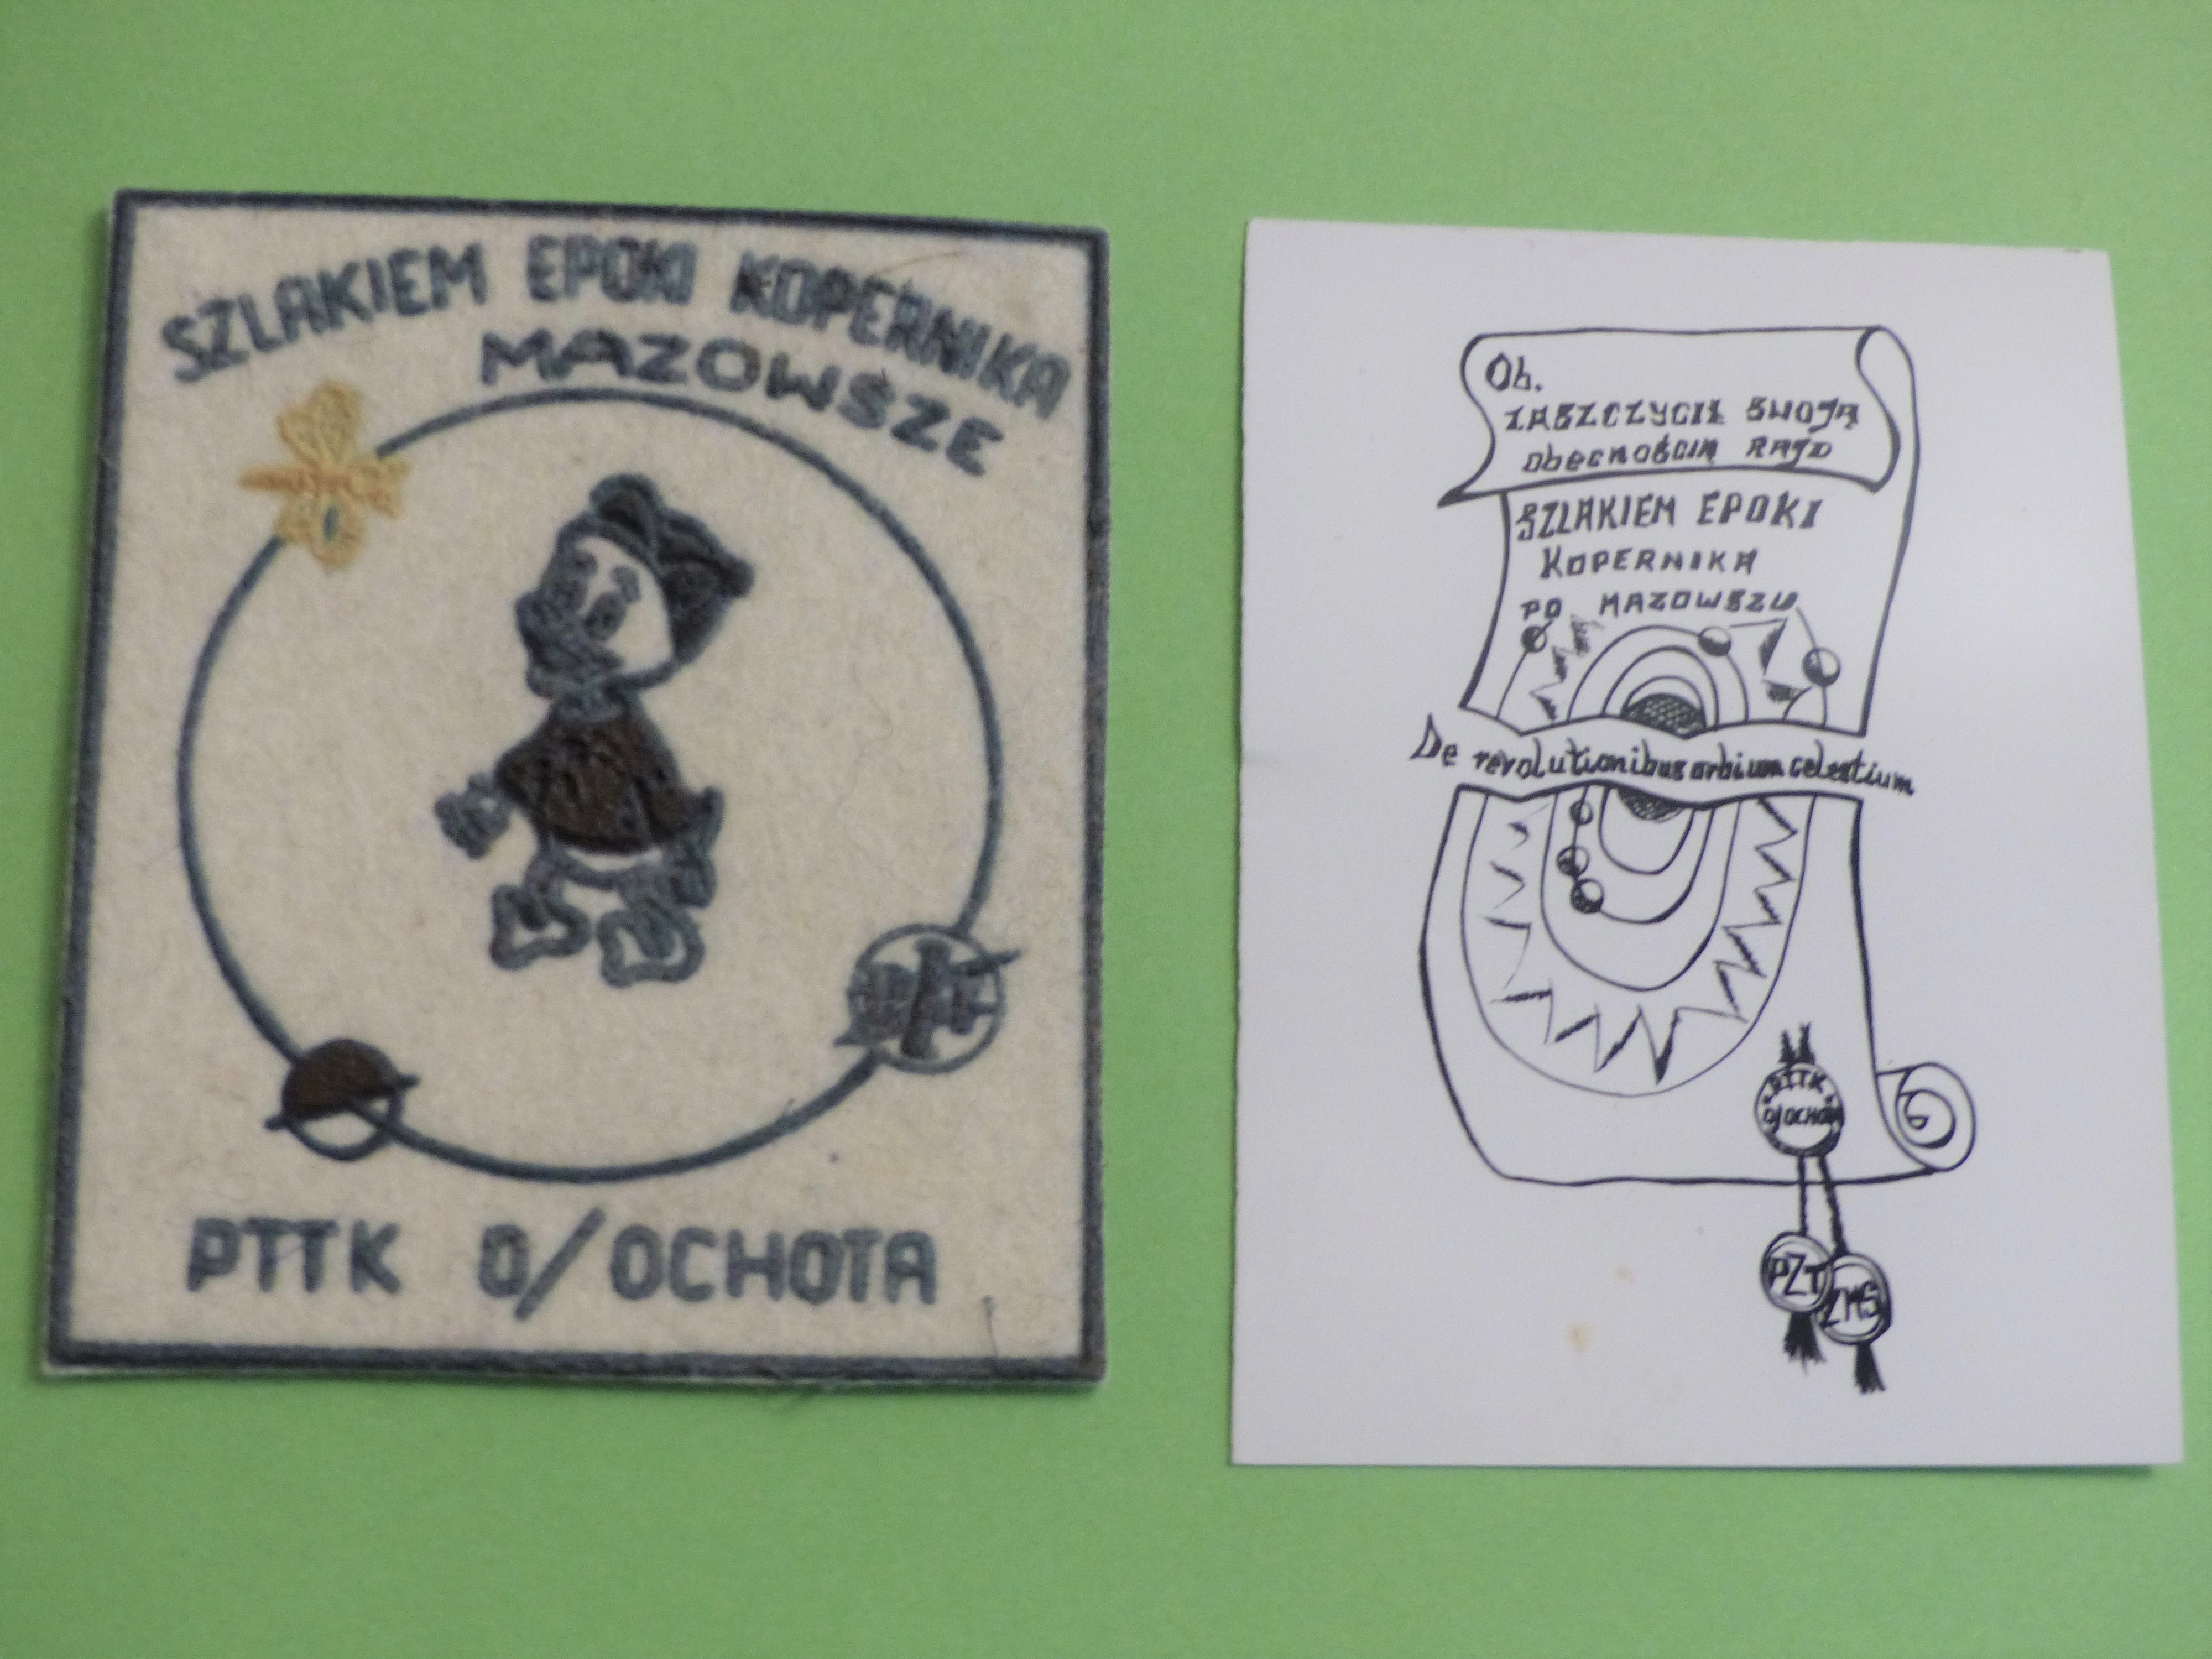 SZLAKIEM EPOKI KOPERNIKA
MAZOWSZE
PTTK O/OCHOTA
Ob.
ZASZCZYCIŁ SWOJĄ
obecnością RAJD
SZLAKIEM EPOKI
KOPERNIKA
PO MAZOWSZU
De revolutionibus orbium celestium
PTTK
O/OCHOTA
PZT
ZMS